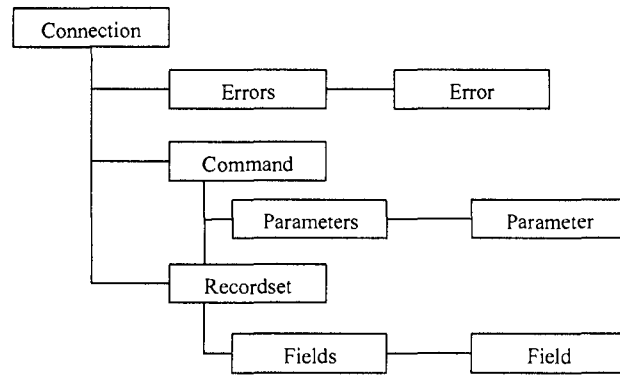 Connection
Errors
Error
Command
Parameters
Parameter
Recordset
Fields
Field